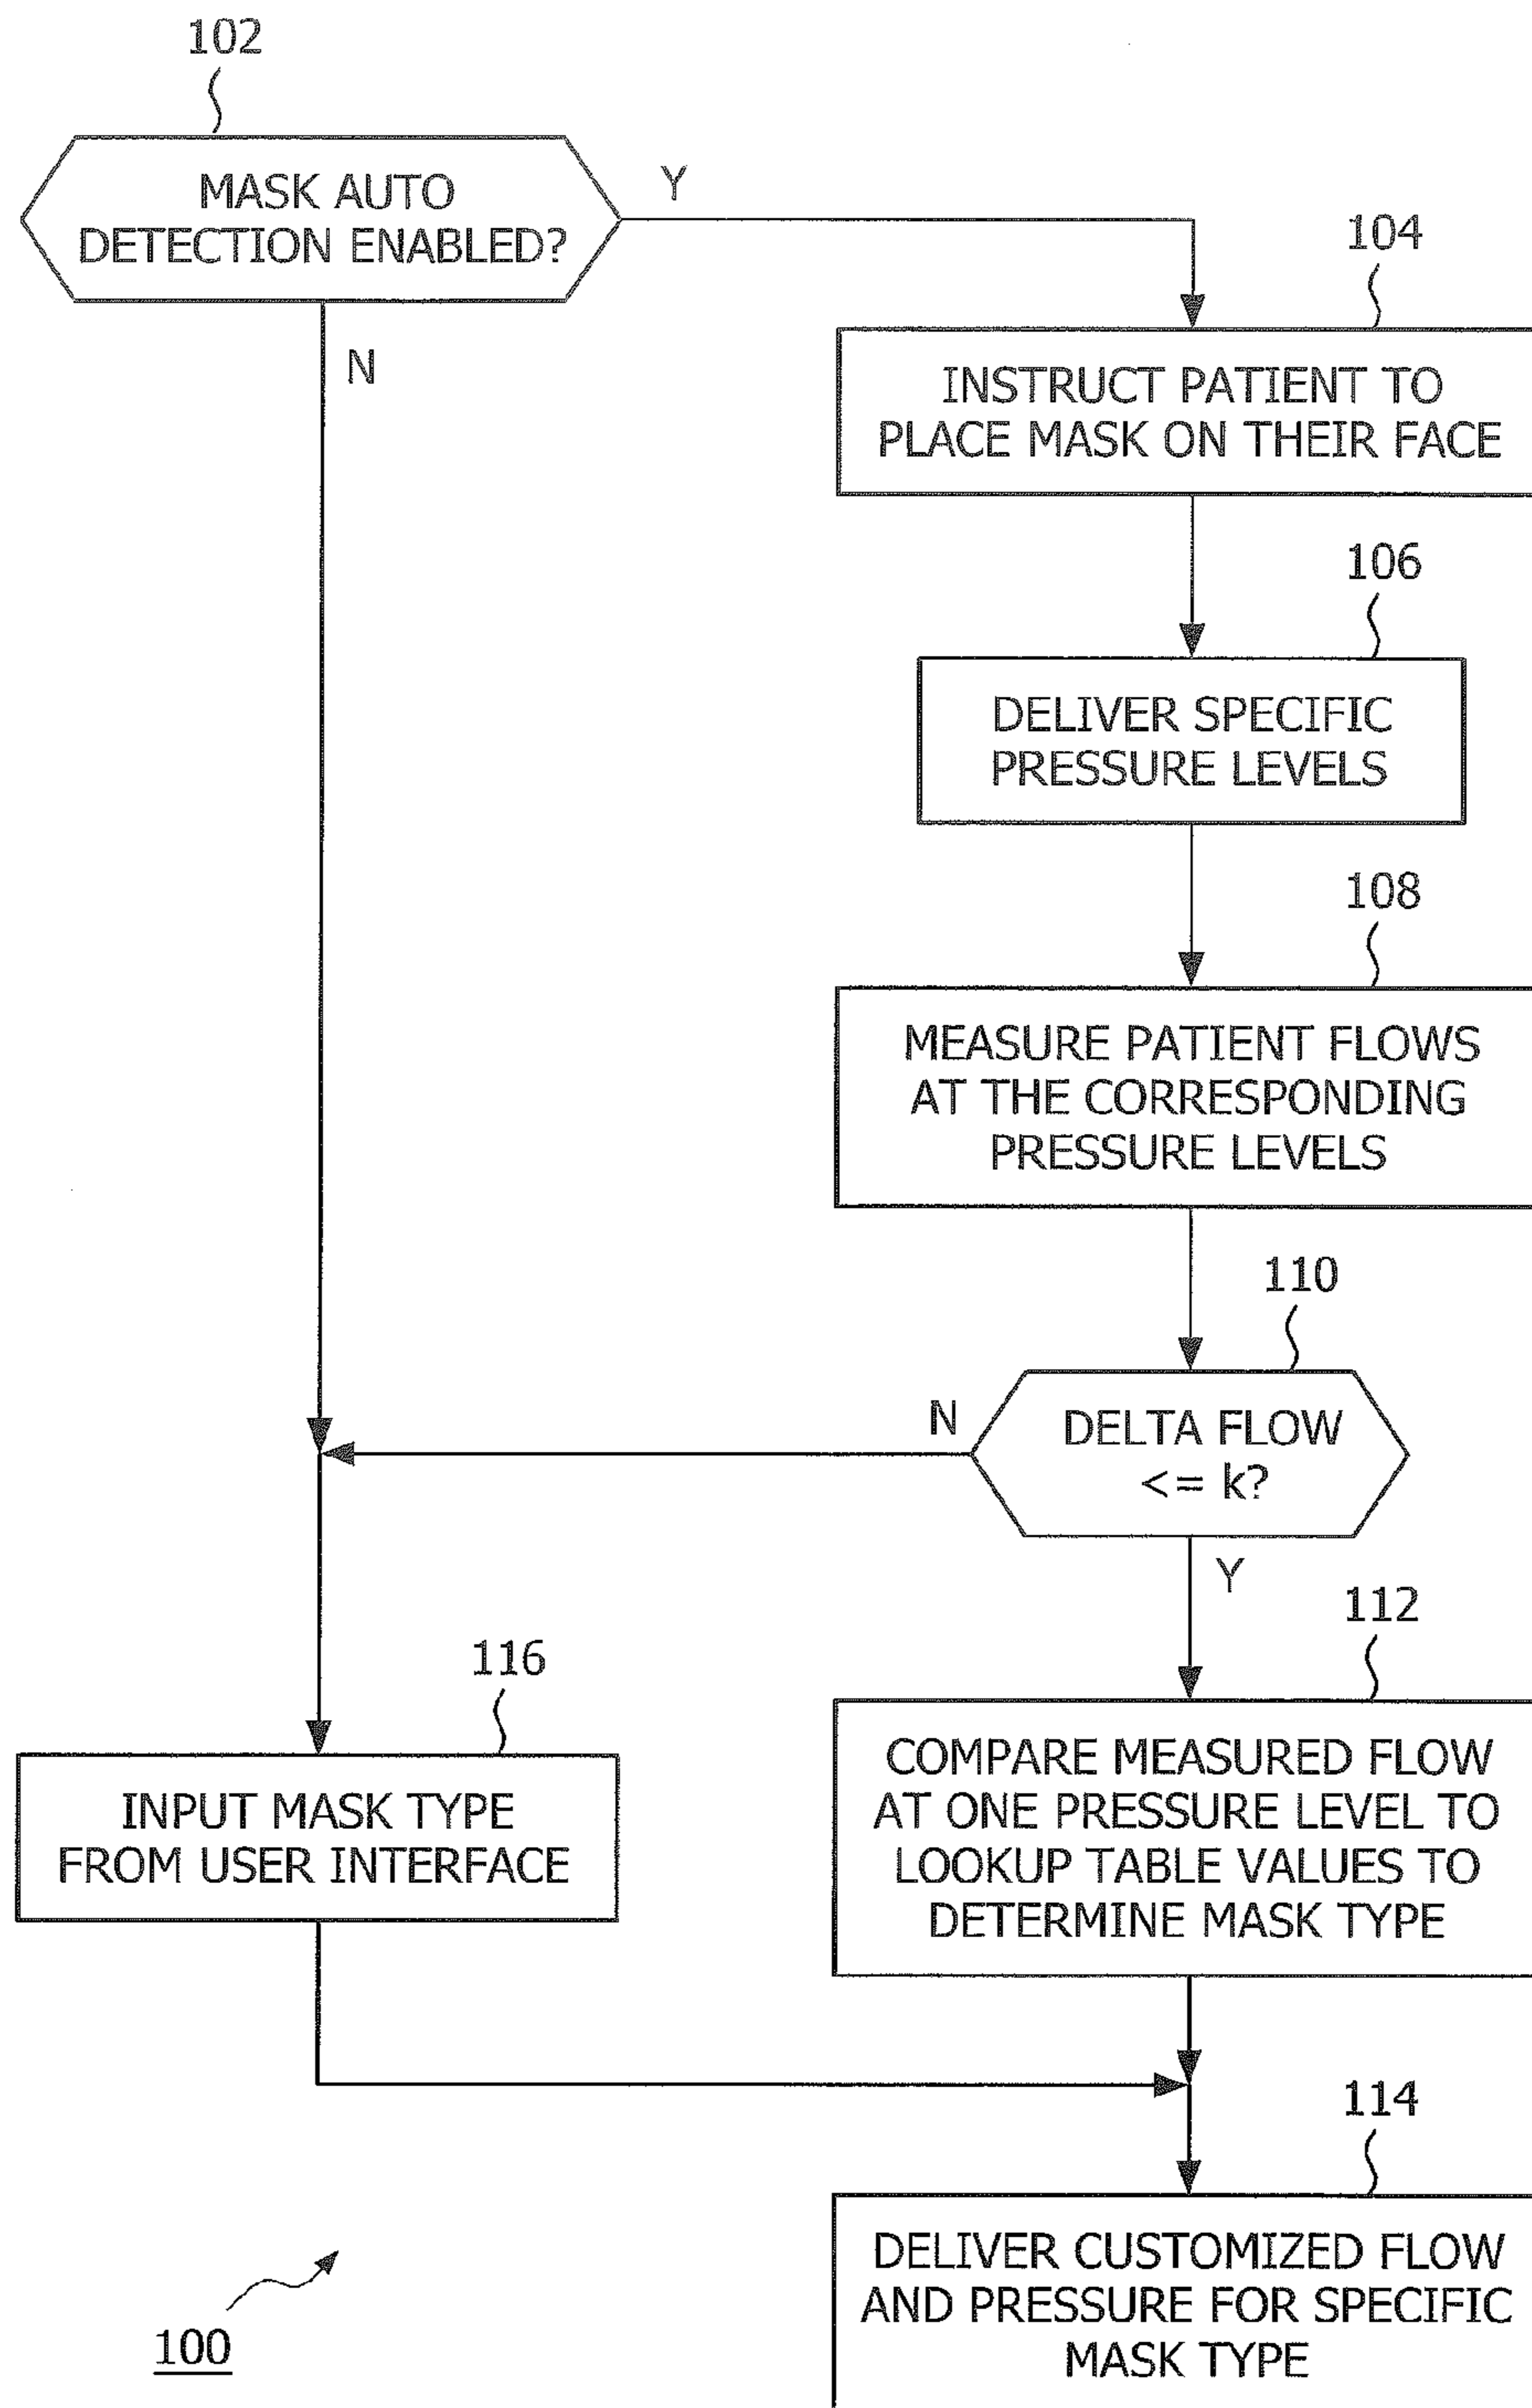 102
MASK AUTO
DETECTION ENABLED?
Y
N
104
INSTRUCT PATIENT TO
PLACE MASK ON THEIR FACE
106
DELIVER SPECIFIC
PRESSURE LEVELS
108
MEASURE PATIENT FLOWS
AT THE CORRESPONDING
PRESSURE LEVELS
110
DELTA FLOW
<= k?
N
Y
112
COMPARE MEASURED FLOW
AT ONE PRESSURE LEVEL TO
LOOKUP TABLE VALUES TO
DETERMINE MASK TYPE
116
INPUT MASK TYPE
FROM USER INTERFACE
114
DELIVER CUSTOMIZED FLOW
AND PRESSURE FOR SPECIFIC
MASK TYPE
100